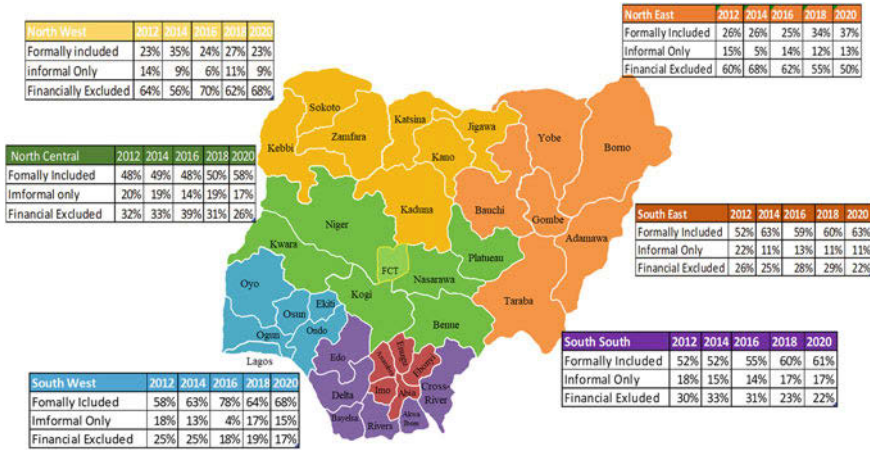 North West 2012 2014 2016 2018 2020
Formally included 23% 35% 24% 27% 23%
informal Only 14% 9% 6% 11% 9%
Financially Excluded 64% 56% 70% 62% 68%
North East 2012 2014 2016 2018 2020
Formally Included 26% 26% 25% 34% 37%
Informal Only 15% 5% 14% 12% 13%
Financial Excluded 60% 68% 62% 55% 50%
North Central 2012 2014 2016 2018 2020
Fomally Included 48% 49% 48% 50% 58%
Imformal only 20% 19% 14% 19% 17%
Financial Excluded 32% 33% 39% 31% 26%
South East 2012 2014 2016 2018 2020
Formally Included 52% 63% 59% 60% 63%
Informal Only 22% 11% 13% 11% 11%
Financial Excluded 26% 25% 28% 29% 22%
South South 2012 2014 2016 2018 2020
Formally Included 52% 52% 55% 60% 61%
Informal Only 18% 15% 14% 17% 17%
Financial Exluded 30% 33% 31% 23% 22%
South West 2012 2014 2016 2018 2020
Fomally Icluded 58% 63% 78% 64% 68%
Imformal Only 18% 13% 4% 17% 15%
Financial Excluded 25% 25% 18% 19% 17%
Sokoto
Katsina
Zamfara
Jigawa
Kebbi
Kano
Yobe
Borno
Kaduna
Bauchi
Gombe
Adamawa
Niger
Kwara
FCT
Platueau
Nasarawa
Kogi
Taraba
Benue
Oyo
Osun
Ekiti
Ogun
Ondo
Lagos
Edo
Anambra
Enugu
Ebonyi
Imo
Abia
Cross-
River
Delta
Bayelsa
Rivers
Akwa